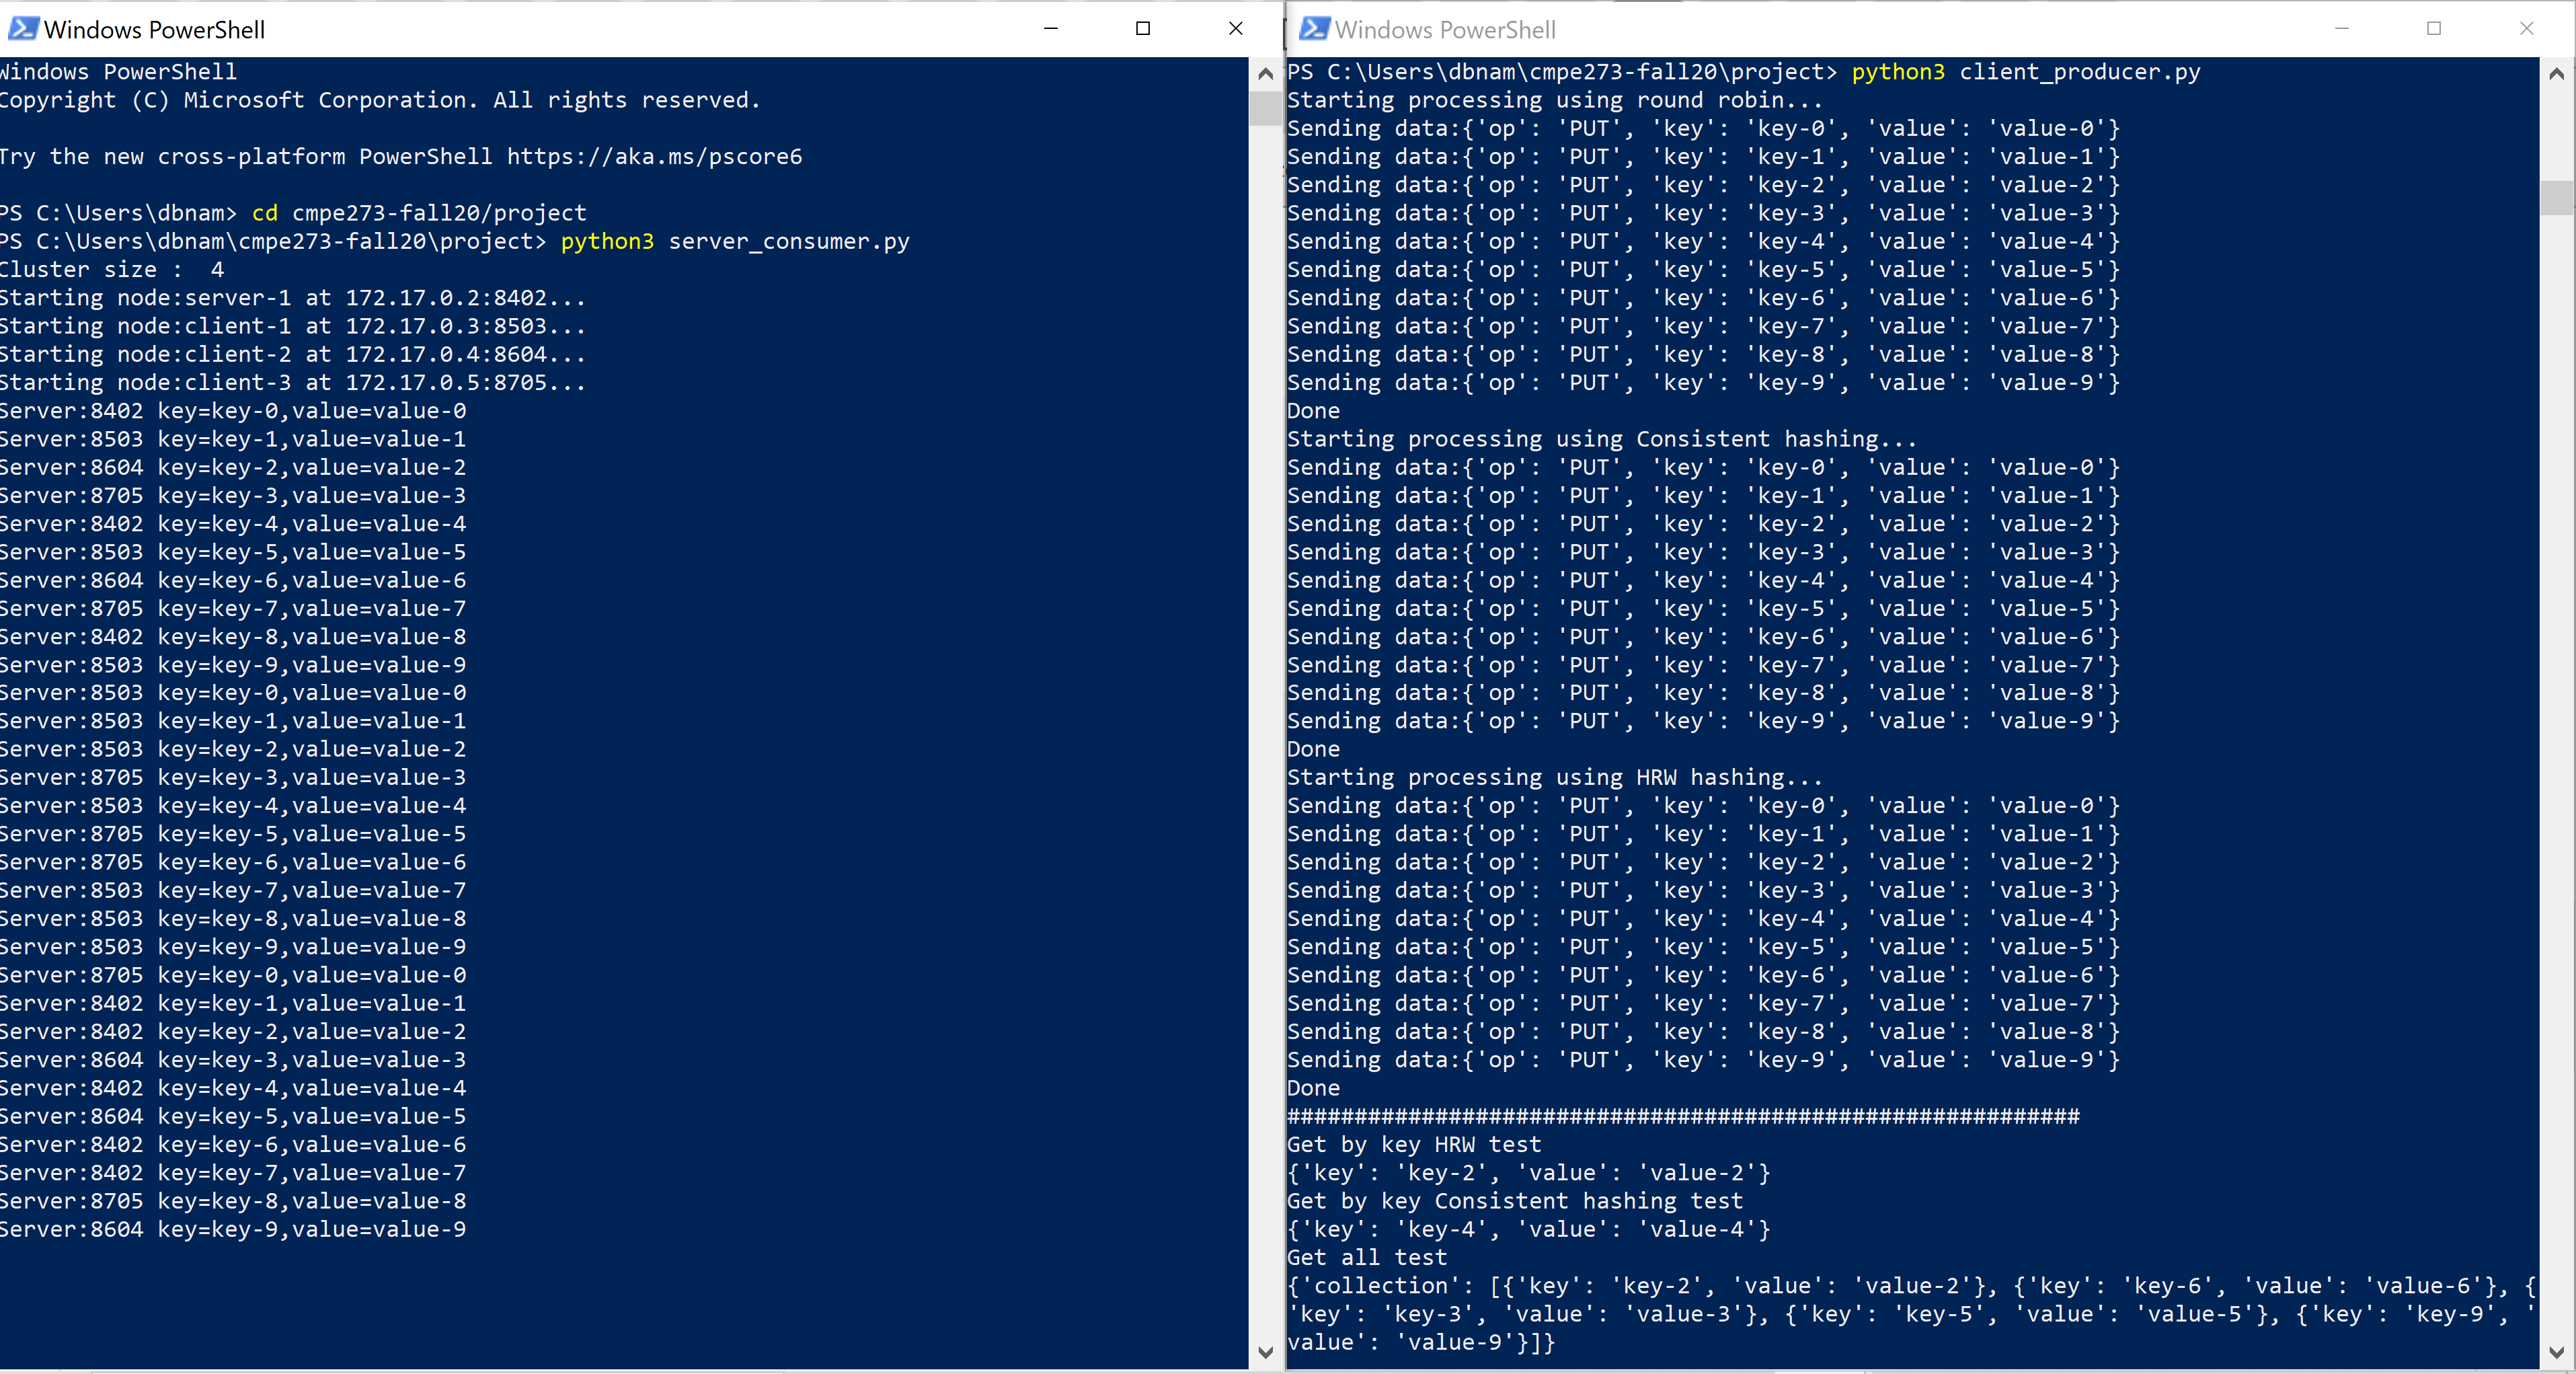 Windows PowerShell
Windows PowerShell
Copyright (C) Microsoft Corporation. All rights reserved.
Try the new cross-platform PowerShell https://aka.ms/pscore6
PS C:\Users\dbnam> cd cmpe273-fall20/project
PS C:\Users\dbnam\cmpe273-fall20\project> python3 server_consumer.py
Cluster size :  4
Starting node:server-1 at 172.17.0.2:8402...
Starting node:client-1 at 172.17.0.3:8503...
Starting node:client-2 at 172.17.0.4:8604...
Starting node:client-3 at 172.17.0.5:8705...
Server:8402 key=key-0,value=value-0
Server:8503 key=key-1,value=value-1
Server:8604 key=key-2,value=value-2
Server:8705 key=key-3,value=value-3
Server:8402 key=key-4,value=value-4
Server:8503 key=key-5,value=value-5
Server:8604 key=key-6,value=value-6
Server:8705 key=key-7,value=value-7
Server:8402 key=key-8,value=value-8
Server:8503 key=key-9,value=value-9
Server:8503 key=key-0,value=value-0
Server:8503 key=key-1,value=value-1
Server:8503 key=key-2,value=value-2
Server:8705 key=key-3,value=value-3
Server:8503 key=key-4,value=value-4
Server:8705 key=key-5,value=value-5
Server:8705 key=key-6,value=value-6
Server:8503 key=key-7,value=value-7
Server:8503 key=key-8,value=value-8
Server:8503 key=key-9,value=value-9
Server:8705 key=key-0,value=value-0
Server:8402 key=key-1,value=value-1
Server:8402 key=key-2,value=value-2
Server:8604 key=key-3,value=value-3
Server:8402 key=key-4,value=value-4
Server:8604 key=key-5,value=value-5
Server:8402 key=key-6,value=value-6
Server:8402 key=key-7,value=value-7
Server:8705 key=key-8,value=value-8
Server:8604 key=key-9,value=value-9
Windows PowerShell
PS C:\Users\dbnam\cmpe273-fall20\project> python3 client_producer.py
Starting processing using round robin...
Sending data:{'op': 'PUT', 'key': 'key-0', 'value': 'value-0'}
Sending data:{'op': 'PUT', 'key': 'key-1', 'value': 'value-1'}
Sending data:{'op': 'PUT', 'key': 'key-2', 'value': 'value-2'}
Sending data:{'op': 'PUT', 'key': 'key-3', 'value': 'value-3'}
Sending data:{'op': 'PUT', 'key': 'key-4', 'value': 'value-4'}
Sending data:{'op': 'PUT', 'key': 'key-5', 'value': 'value-5'}
Sending data:{'op': 'PUT', 'key': 'key-6', 'value': 'value-6'}
Sending data:{'op': 'PUT', 'key': 'key-7', 'value': 'value-7'}
Sending data:{'op': 'PUT', 'key': 'key-8', 'value': 'value-8'}
Sending data:{'op': 'PUT', 'key': 'key-9', 'value': 'value-9'}
Done
Starting processing using Consistent hashing...
Sending data:{'op': 'PUT', 'key': 'key-0', 'value': 'value-0'}
Sending data:{'op': 'PUT', 'key': 'key-1', 'value': 'value-1'}
Sending data:{'op': 'PUT', 'key': 'key-2', 'value': 'value-2'}
Sending data:{'op': 'PUT', 'key': 'key-3', 'value': 'value-3'}
Sending data:{'op': 'PUT', 'key': 'key-4', 'value': 'value-4'}
Sending data:{'op': 'PUT', 'key': 'key-5', 'value': 'value-5'}
Sending data:{'op': 'PUT', 'key': 'key-6', 'value': 'value-6'}
Sending data:{'op': 'PUT', 'key': 'key-7', 'value': 'value-7'}
Sending data:{'op': 'PUT', 'key': 'key-8', 'value': 'value-8'}
Sending data:{'op': 'PUT', 'key': 'key-9', 'value': 'value-9'}
Done
Starting processing using HRW hashing...
Sending data:{'op': 'PUT', 'key': 'key-0', 'value': 'value-0'}
Sending data:{'op': 'PUT', 'key': 'key-1', 'value': 'value-1'}
Sending data:{'op': 'PUT', 'key': 'key-2', 'value': 'value-2'}
Sending data:{'op': 'PUT', 'key': 'key-3', 'value': 'value-3'}
Sending data:{'op': 'PUT', 'key': 'key-4', 'value': 'value-4'}
Sending data:{'op': 'PUT', 'key': 'key-5', 'value': 'value-5'}
Sending data:{'op': 'PUT', 'key': 'key-6', 'value': 'value-6'}
Sending data:{'op': 'PUT', 'key': 'key-7', 'value': 'value-7'}
Sending data:{'op': 'PUT', 'key': 'key-8', 'value': 'value-8'}
Sending data:{'op': 'PUT', 'key': 'key-9', 'value': 'value-9'}
Done
###########################################################
Get by key HRW test
{'key': 'key-2', 'value': 'value-2'}
Get by key Consistent hashing test
{'key': 'key-4', 'value': 'value-4'}
Get all test
{'collection': [{'key': 'key-2', 'value': 'value-2'}, {'key': 'key-6', 'value': 'value-6'}, {
'key': 'key-3', 'value': 'value-3'}, {'key': 'key-5', 'value': 'value-5'}, {'key': 'key-9', '
value': 'value-9'}]}